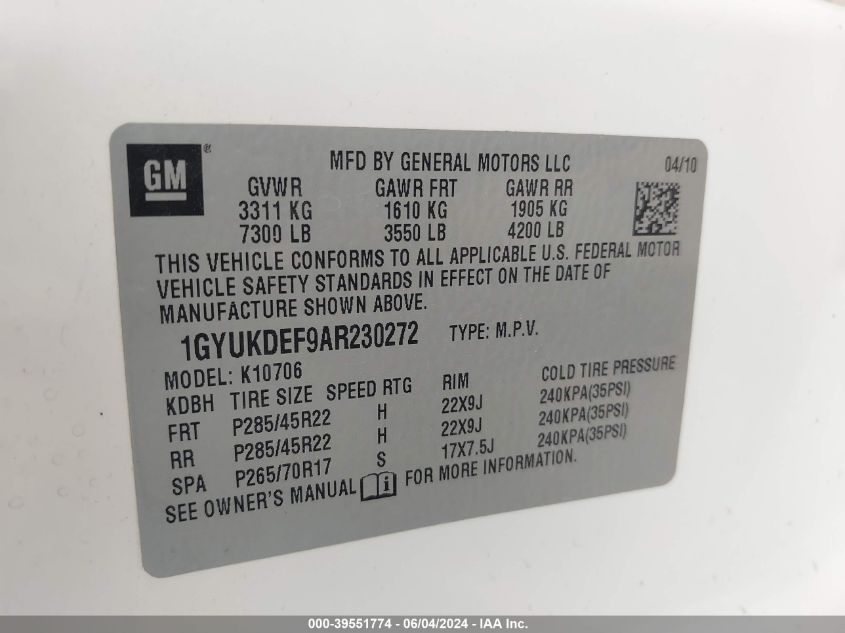 GM®
MFD BY GENERAL MOTORS LLC 04/10
GVWR GAWR FRT GAWR RR
3311 KG 1610 KG 1905 KG
7300 LB 3550 LB 4200 LB
THIS VEHICLE CONFORMS TO ALL APPLICABLE U.S. FEDERAL MOTOR
VEHICLE SAFETY STANDARDS IN EFFECT ON THE DATE OF
MANUFACTURE SHOWN ABOVE.
1GYUKDEF9AR230272 TYPE: M.P.V.
MODEL: K10706
KDBH TIRE SIZE SPEED RTG RIM COLD TIRE PRESSURE
FRT P285/45R22 H 22X9J 240KPA(35PSI)
RR P285/45R22 H 22X9J 240KPA(35PSI)
SPA P265/70R17 S 17X7.5J 240KPA(35PSI)
SEE OWNER'S MANUAL i FOR MORE INFORMATION.
000-39551774 - 06/04/2024 - IAA Inc.